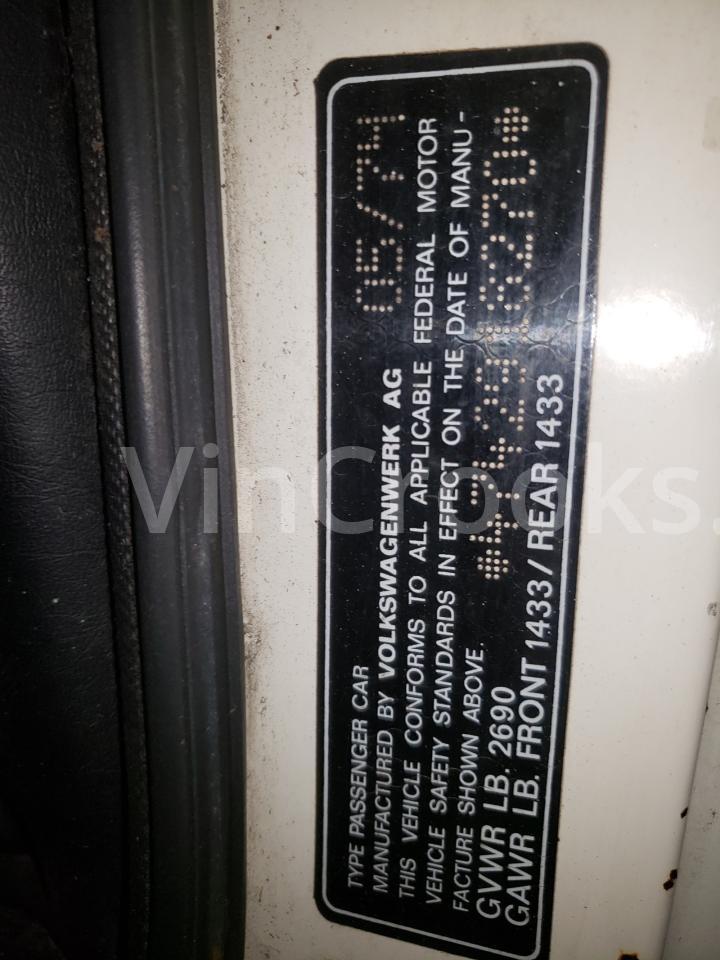 TYPE PASSENGER CAR
MANUFACTURED BY VOLKSWAGENWERK AG 05/74
THIS VEHICLE CONFORMS TO ALL APPLICABLE FEDERAL MOTOR
VEHICLE SAFETY STANDARDS IN EFFECT ON THE DATE OF MANU -
FACTURE SHOWN ABOVE.
GVWR LB. 2690
GAWR LB. FRONT 1433 / REAR 1433
VinCrooks.